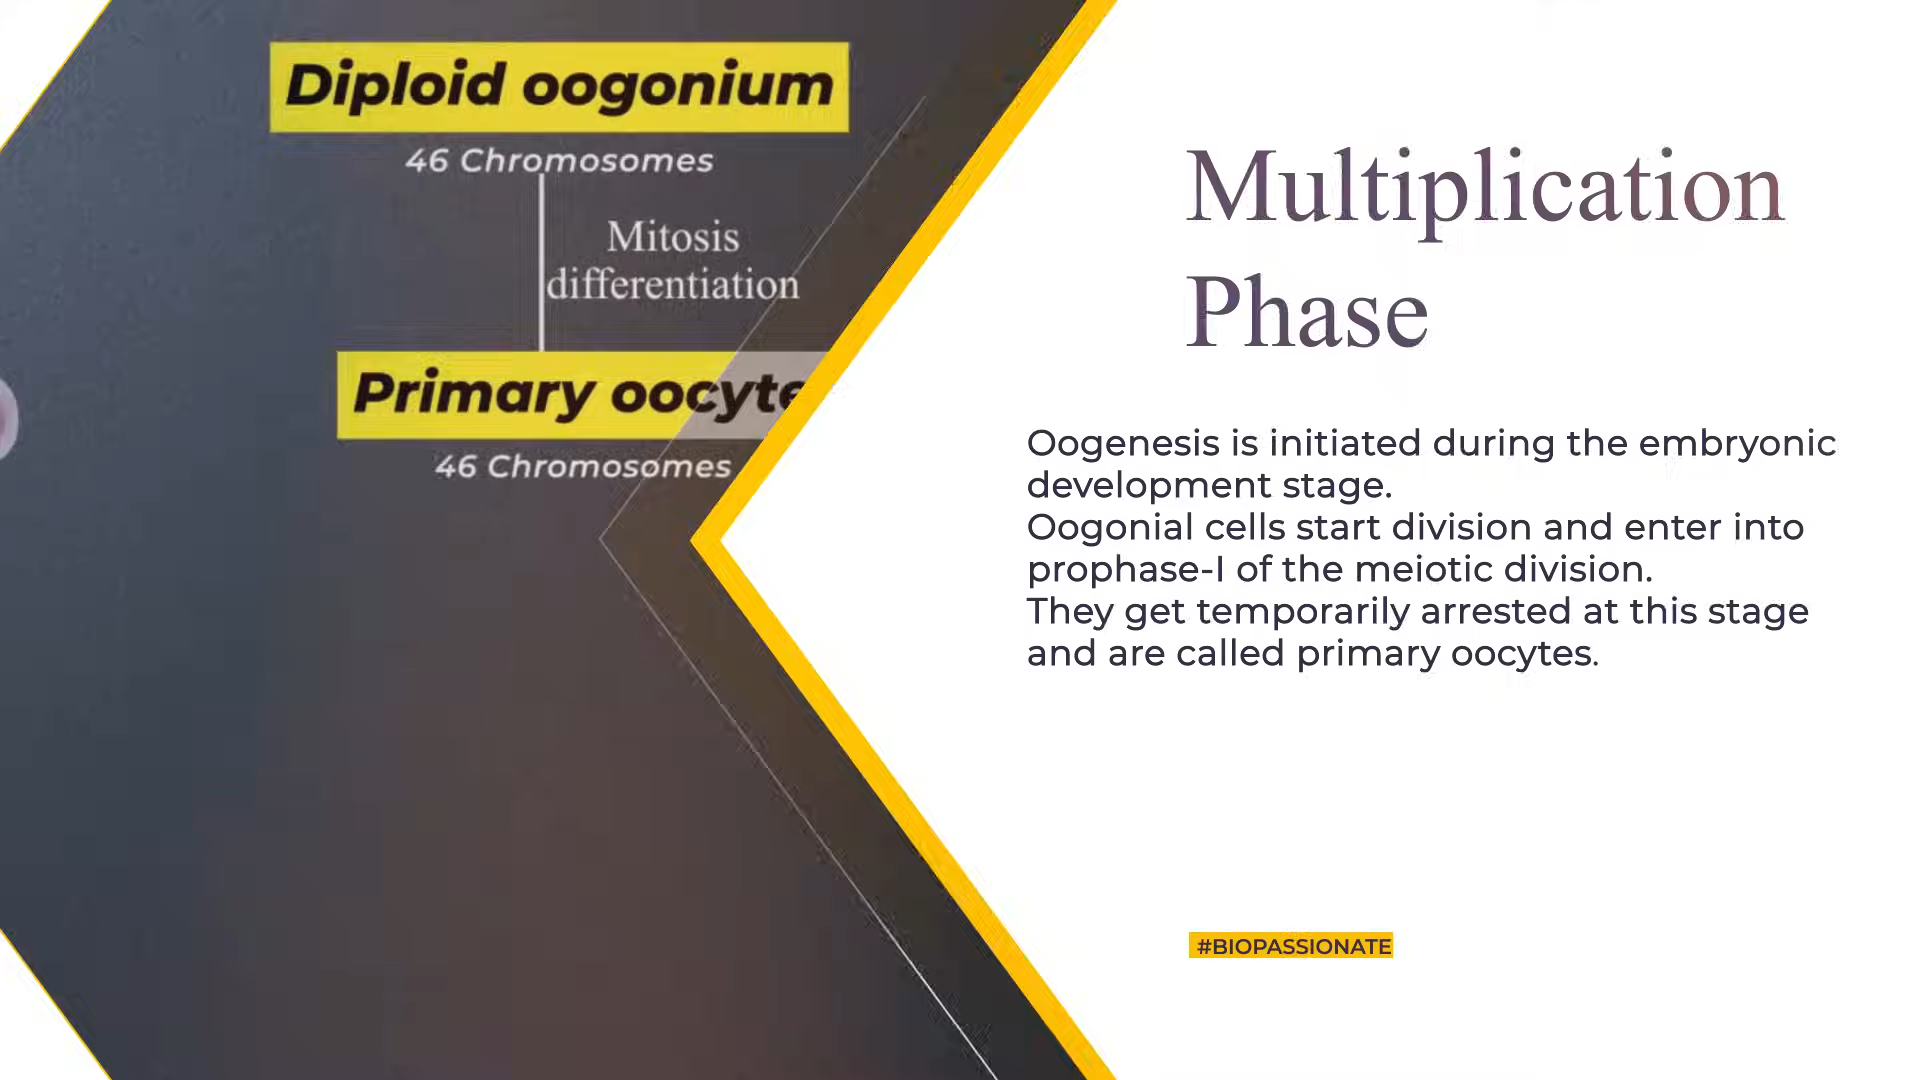 Diploid oogonium
46 Chromosomes
Mitosis
differentiation
Primary oocyte
46 Chromosomes
Multiplication
Phase
Oogenesis is initiated during the embryonic
development stage.
Oogonial cells start division and enter into
prophase-I of the meiotic division.
They get temporarily arrested at this stage
and are called primary oocytes.
#BIOPASSIONATE